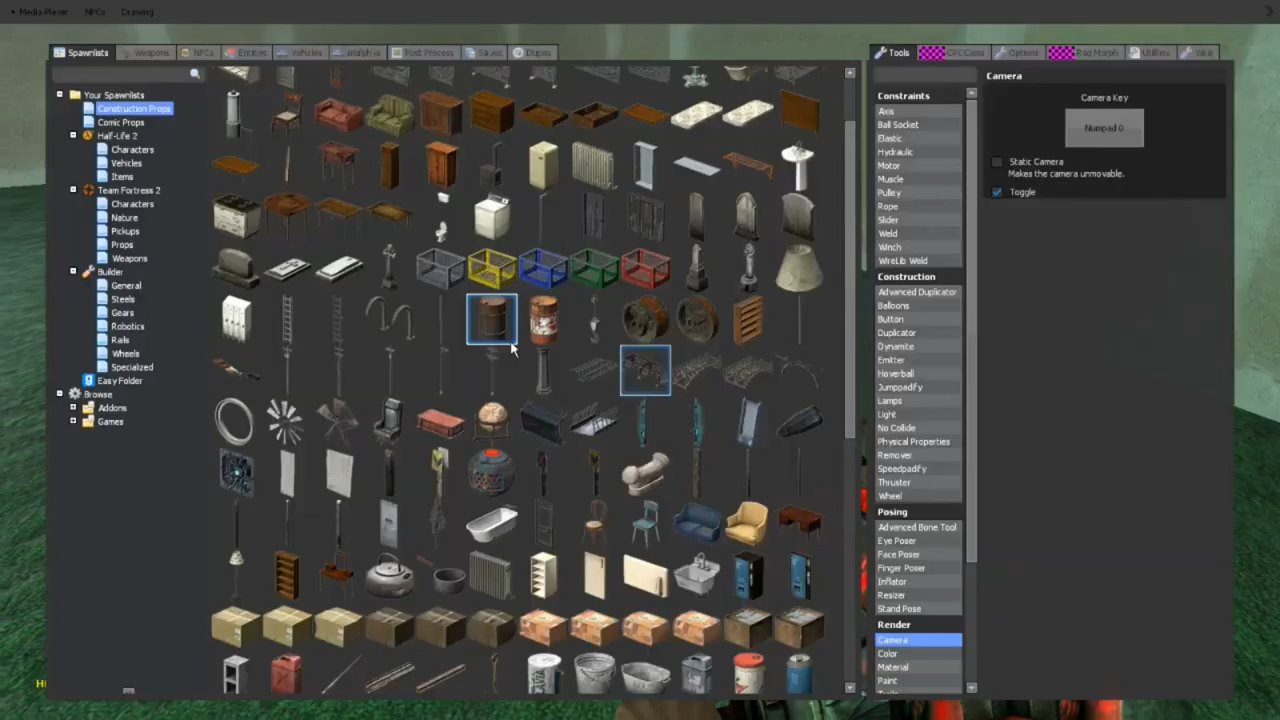 Media Player NPCs Drawing
Spawnlists Weapons NPCs Entities Vehicles Post Process Saves Dupes
Tools CRCCams Options Rag Morph Utilities Wire
Your Spawnlists
Construction Props
Comic Props
Half-Life 2
Characters
Vehicles
Items
Team Fortress 2
Characters
Nature
Pickups
Props
Weapons
Builder
General
Steels
Gears
Robotics
Rails
Wheels
Specialized
Easy Folder
Browse
Addons
Games
Constraints
Axis
Ball Socket
Elastic
Hydraulic
Motor
Muscle
Pulley
Rope
Slider
Weld
Winch
WireLib Weld
Construction
Advanced Duplicator
Balloons
Button
Duplicator
Dynamite
Emitter
Hoverball
Jumppadify
Lamps
Light
No Collide
Physical Properties
Remover
Speedpadify
Thruster
Wheel
Posing
Advanced Bone Tool
Eye Poser
Face Poser
Finger Poser
Inflator
Resizer
Stand Pose
Render
Camera
Color
Material
Paint
Camera
Camera Key
Numpad 0
Static Camera
Makes the camera unmovable.
Toggle